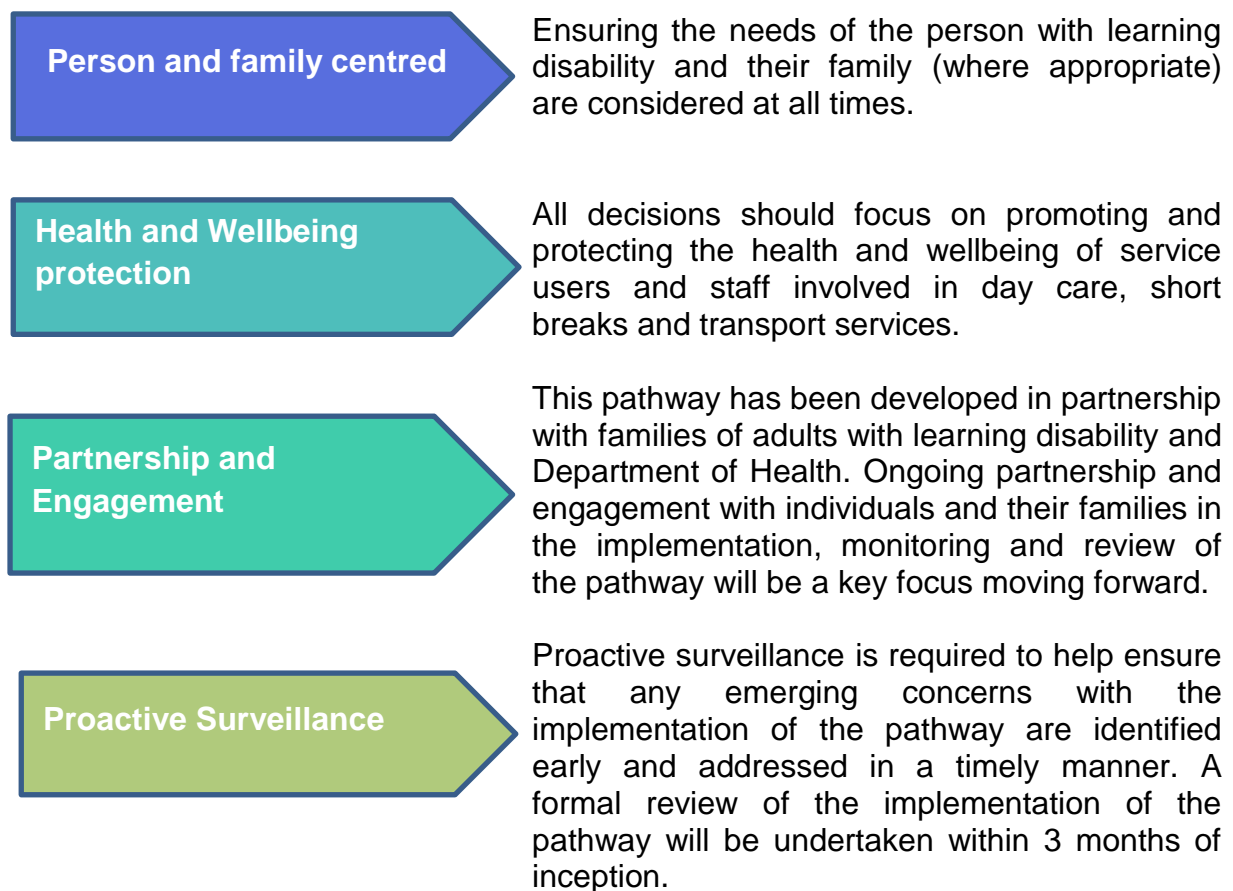 Person and family centred
Ensuring the needs of the person with learning
disability and their family (where appropriate)
are considered at all times.
Health and Wellbeing
protection
All decisions should focus on promoting and
protecting the health and wellbeing of service
users and staff involved in day care, short
breaks and transport services.
Partnership and
Engagement
This pathway has been developed in partnership
with families of adults with learning disability and
Department of Health. Ongoing partnership and
engagement with individuals and their families in
the implementation, monitoring and review of
the pathway will be a key focus moving forward.
Proactive Surveillance
Proactive surveillance is required to help ensure
that any emerging concerns with the
implementation of the pathway are identified
early and addressed in a timely manner. A
formal review of the implementation of the
pathway will be undertaken within 3 months of
inception.